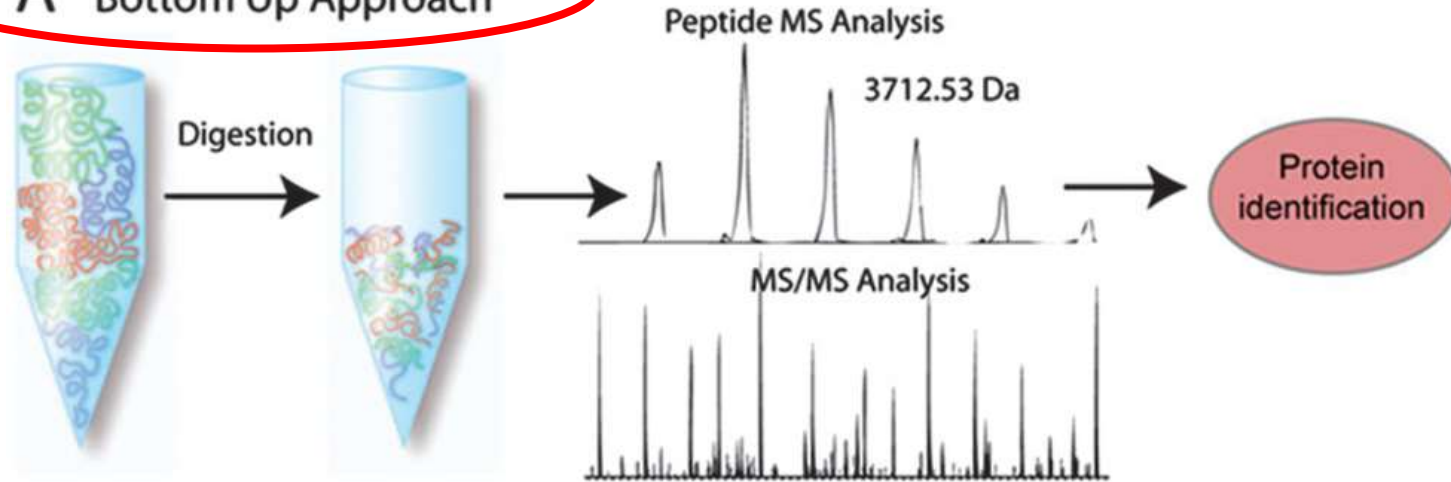 A Bottom Up Approach
Peptide MS Analysis
3712.53 Da
Digestion
Protein
identification
MS/MS Analysis